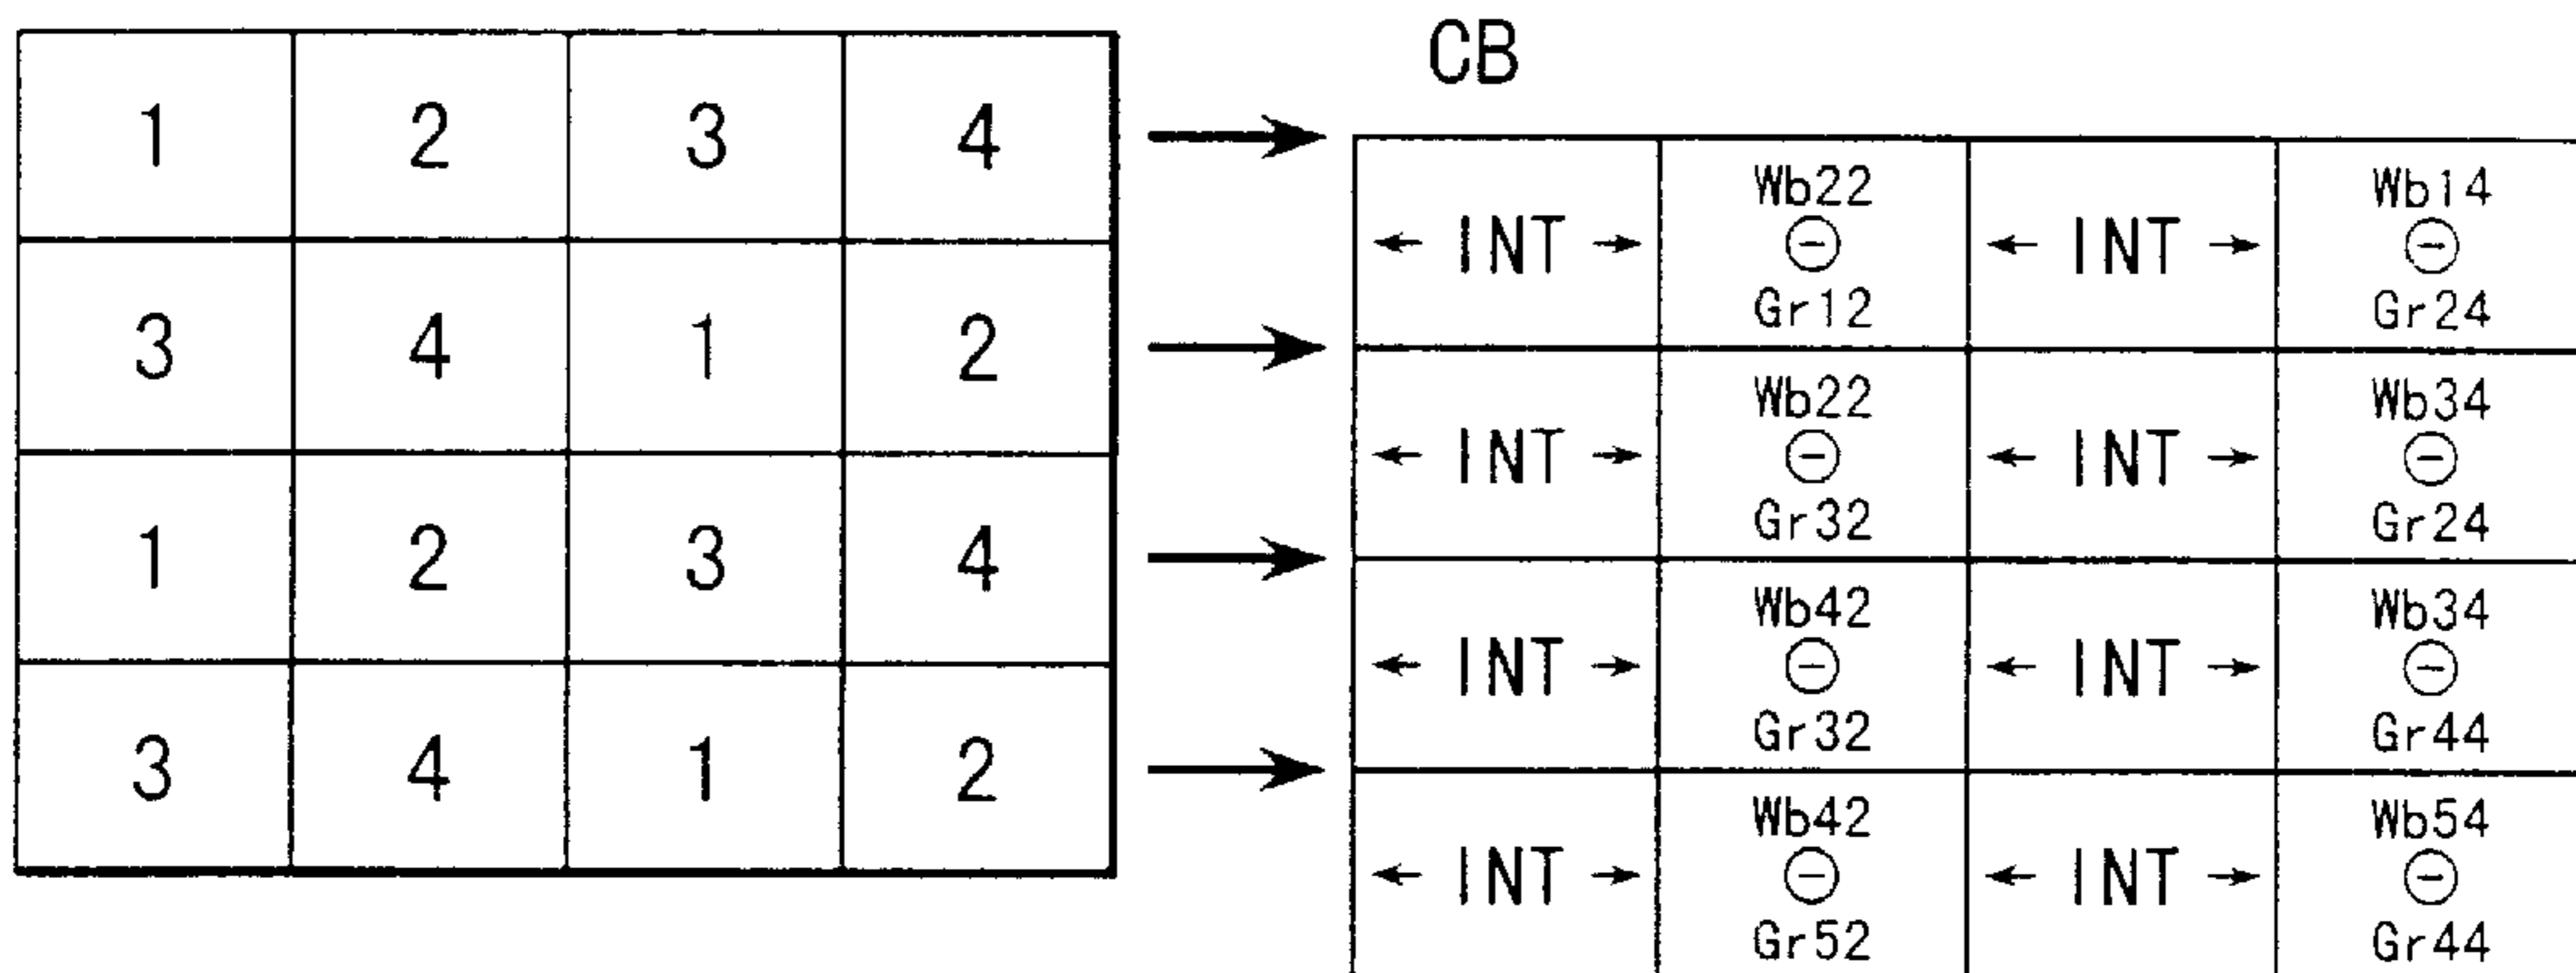 1 2 3 4
3 4 1 2
1 2 3 4
3 4 1 2
CB
← INT → Wb22 ⊖ Gr12 ← INT → Wb14 ⊖ Gr24
← INT → Wb22 ⊖ Gr32 ← INT → Wb34 ⊖ Gr24
← INT → Wb42 ⊖ Gr32 ← INT → Wb34 ⊖ Gr44
← INT → Wb42 ⊖ Gr52 ← INT → Wb54 ⊖ Gr44